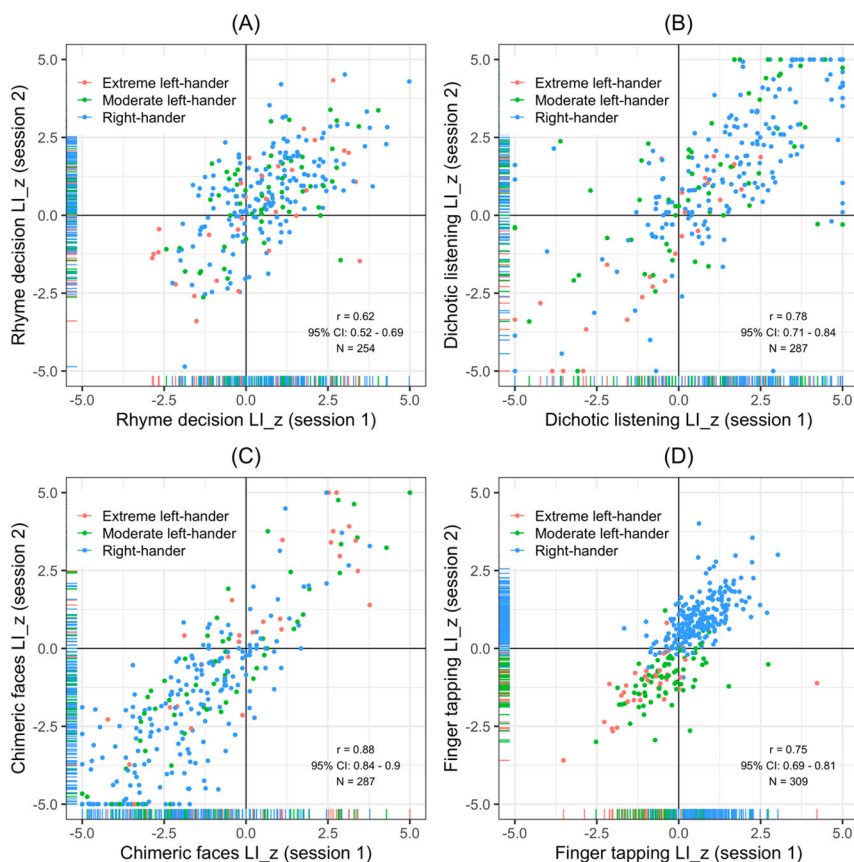 (A)
Rhyme decision LI_z (session 2)
5.0
2.5
0.0
-2.5
-5.0
Extreme left-hander
Moderate left-hander
Right-hander
r = 0.62
95% CI: 0.52 - 0.69
N = 254
-5.0 -2.5 0.0 2.5 5.0
Rhyme decision LI_z (session 1)
(B)
Dichotic listening LI_z (session 2)
5.0
2.5
0.0
-2.5
-5.0
Extreme left-hander
Moderate left-hander
Right-hander
r = 0.78
95% CI: 0.71 - 0.84
N = 287
-5.0 -2.5 0.0 2.5 5.0
Dichotic listening LI_z (session 1)
(C)
Chimeric faces LI_z (session 2)
5.0
2.5
0.0
-2.5
-5.0
Extreme left-hander
Moderate left-hander
Right-hander
r = 0.88
95% CI: 0.84 - 0.9
N = 287
-5.0 -2.5 0.0 2.5 5.0
Chimeric faces LI_z (session 1)
(D)
Finger tapping LI_z (session 2)
5.0
2.5
0.0
-2.5
-5.0
Extreme left-hander
Moderate left-hander
Right-hander
r = 0.75
95% CI: 0.69 - 0.81
N = 309
-5.0 -2.5 0.0 2.5 5.0
Finger tapping LI_z (session 1)